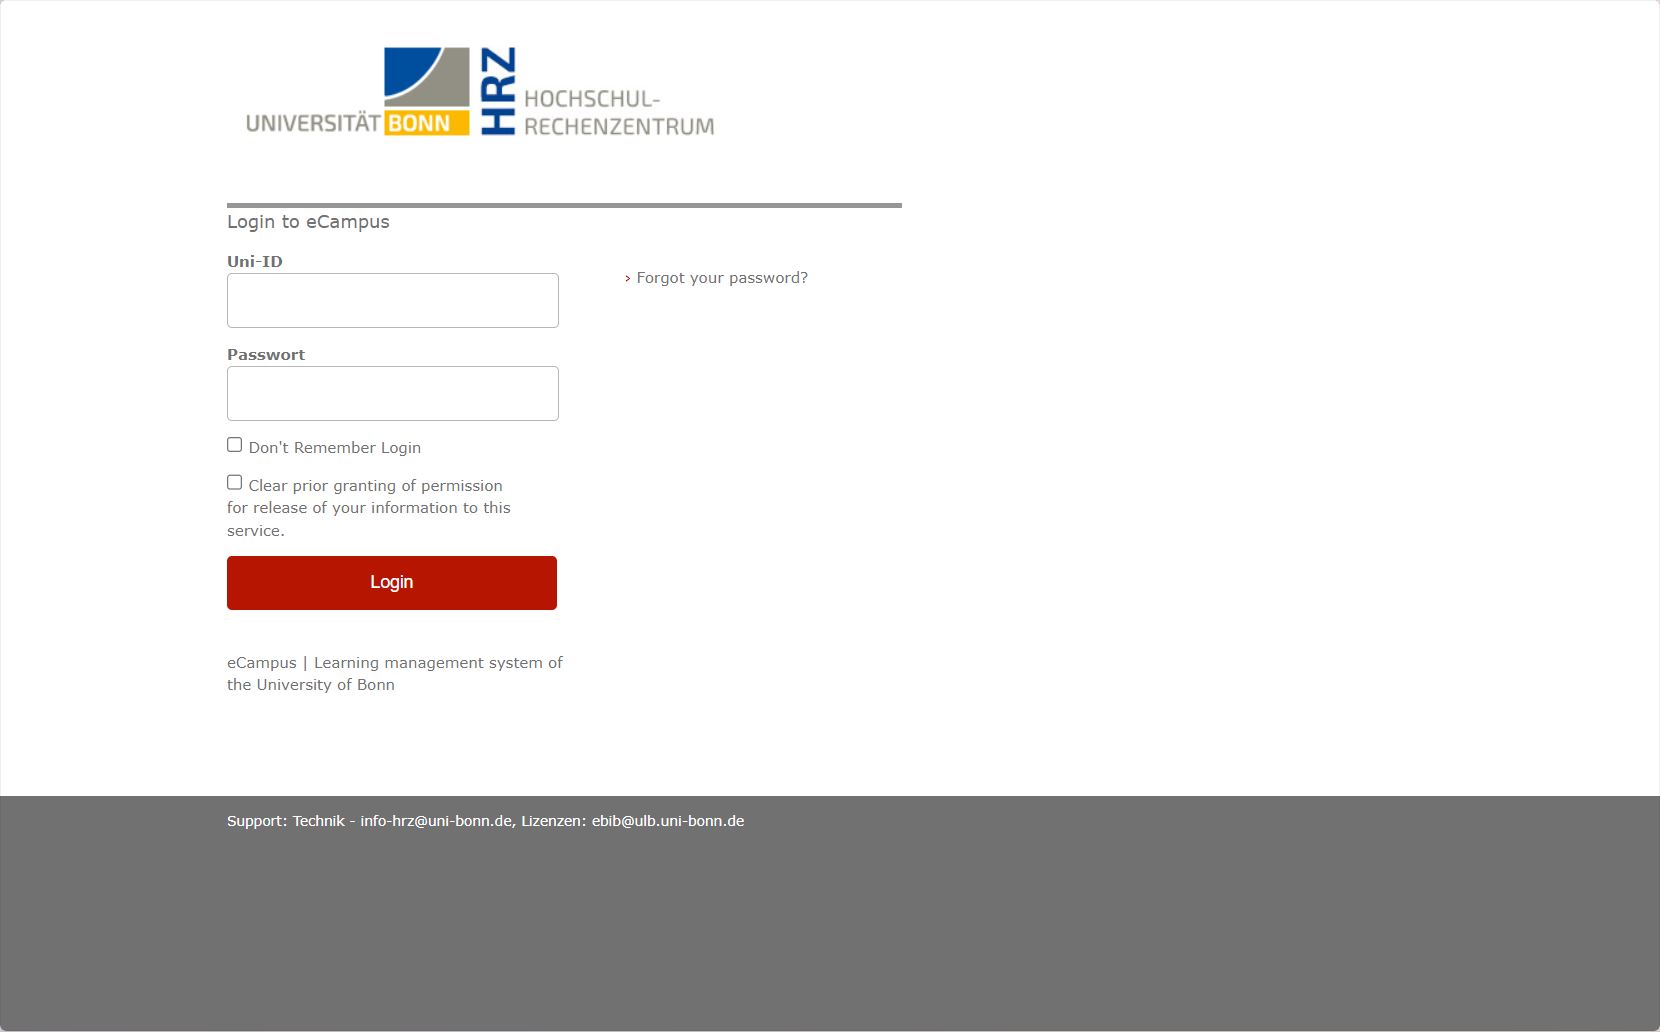 UNIVERSITÄT BONN
HRZ
HOCHSCHUL-
RECHENZENTRUM
Login to eCampus
Uni-ID
› Forgot your password?
Passwort
Don't Remember Login
Clear prior granting of permission
for release of your information to this
service.
Login
eCampus | Learning management system of
the University of Bonn
Support: Technik - info-hrz@uni-bonn.de, Lizenzen: ebib@ulb.uni-bonn.de